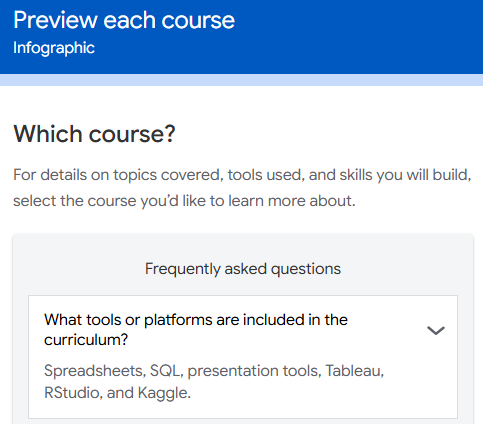 Preview each course
Infographic
Which course?
For details on topics covered, tools used, and skills you will build,
select the course you’d like to learn more about.
Frequently asked questions
What tools or platforms are included in the
curriculum?
Spreadsheets, SQL, presentation tools, Tableau,
RStudio, and Kaggle.